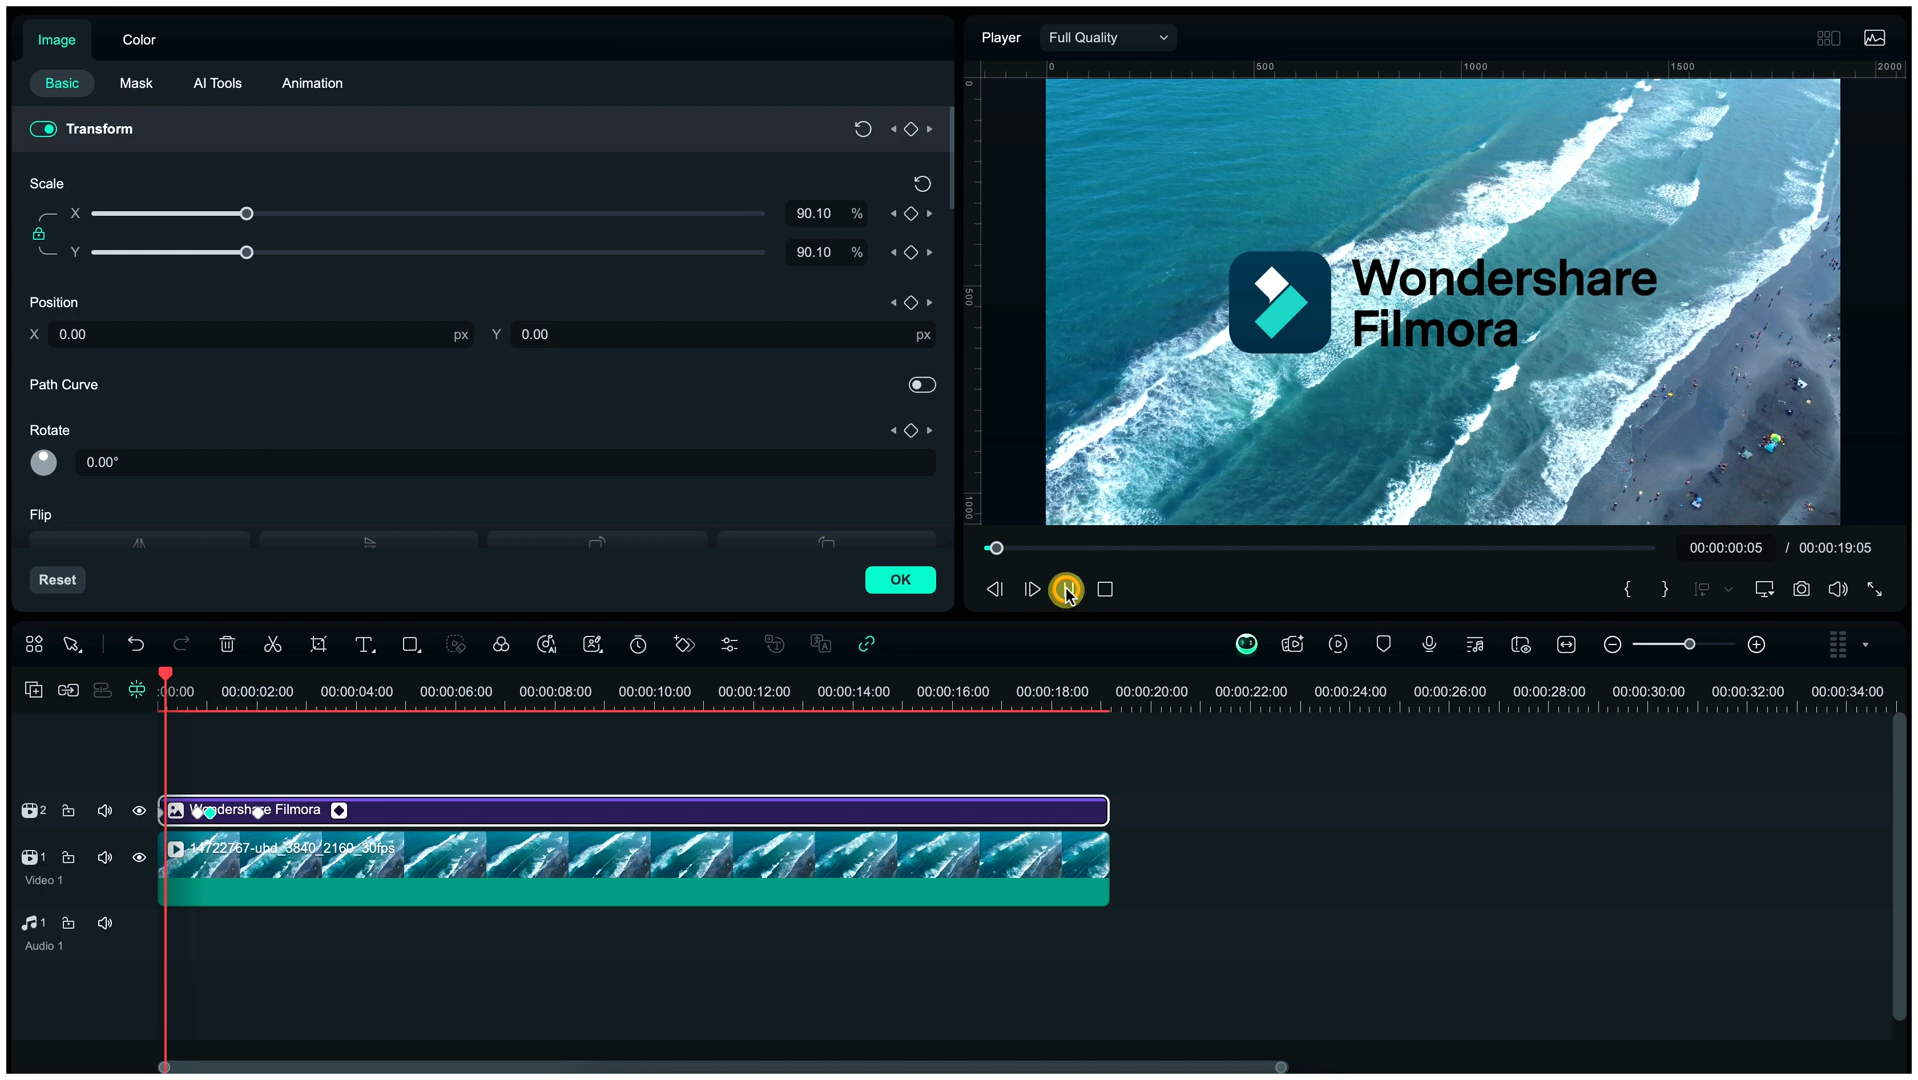 Image Color
Basic Mask AI Tools Animation
Transform
Scale
X 90.10 %
Y 90.10 %
Position
X 0.00 px Y 0.00 px
Path Curve
Rotate
0.00°
Flip
Reset OK
Player Full Quality
0 500 1000 1500 2000
0
500
1000
Wondershare
Filmora
00:00:00:05 / 00:00:19:05
:00:00 00:00:02:00 00:00:04:00 00:00:06:00 00:00:08:00 00:00:10:00 00:00:12:00 00:00:14:00 00:00:16:00 00:00:18:00 00:00:20:00 00:00:22:00 00:00:24:00 00:00:26:00 00:00:28:00 00:00:30:00 00:00:32:00 00:00:34:00
2 Wondershare Filmora
1 14722767-uhd_3840_2160_30fps
Video 1
1
Audio 1